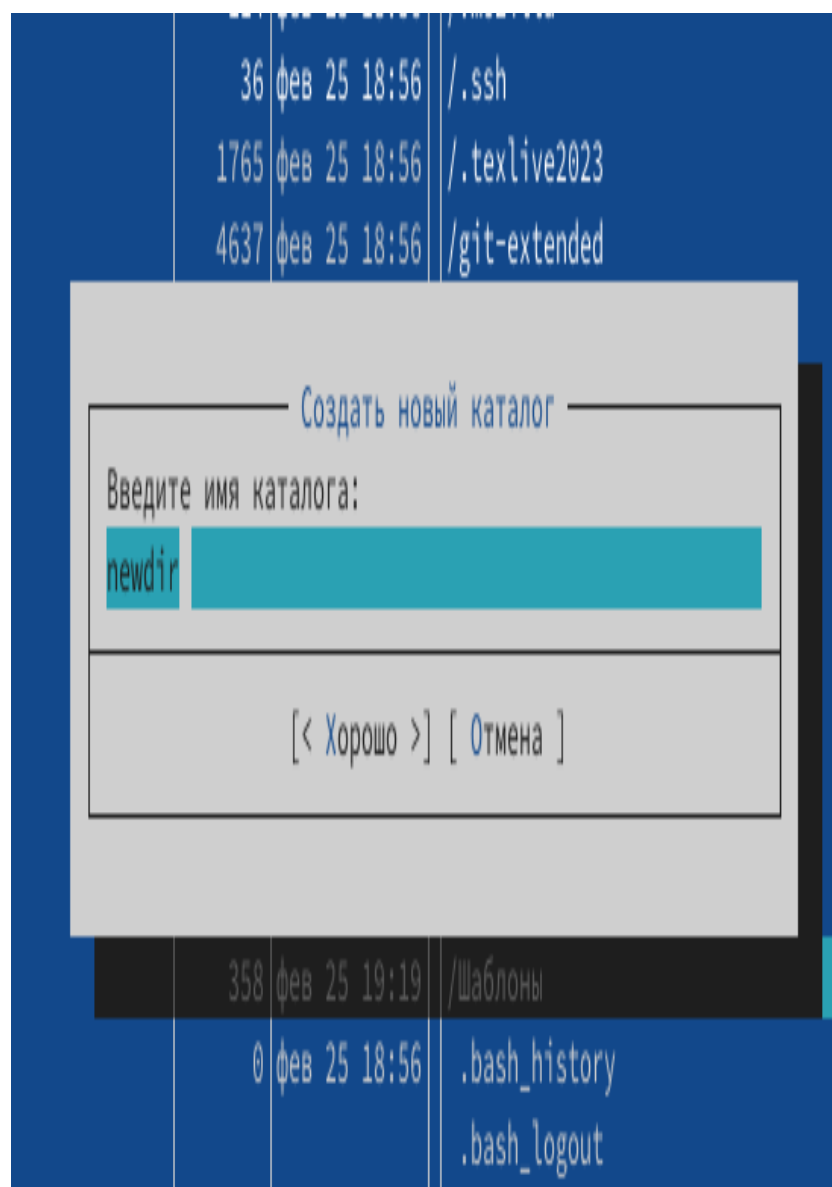 36 фев 25 18:56 /.ssh
1765 фев 25 18:56 /.texlive2023
4637 фев 25 18:56 /git-extended
Создать новый каталог
Введите имя каталога:
newdir
[< Хорошо >] [ Отмена ]
358 фев 25 19:19 /Шаблоны
0 фев 25 18:56 .bash_history
.bash_logout